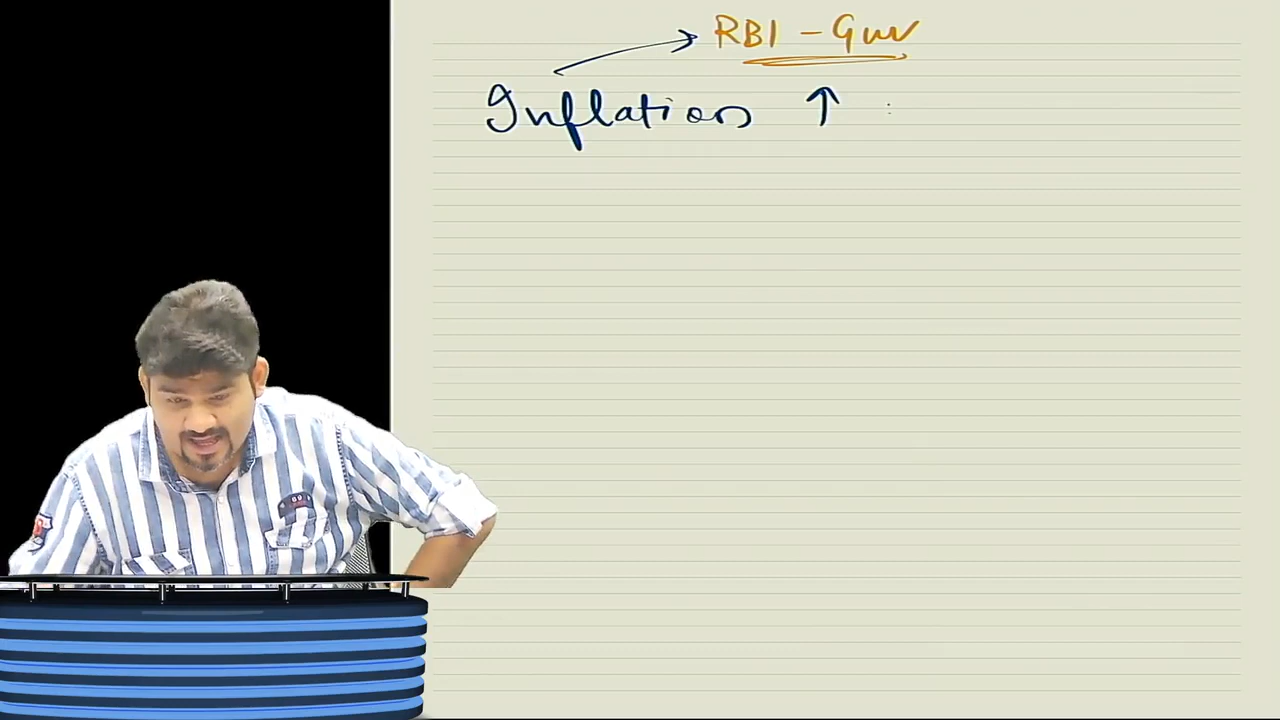 RBI - Guv
Inflation ↑